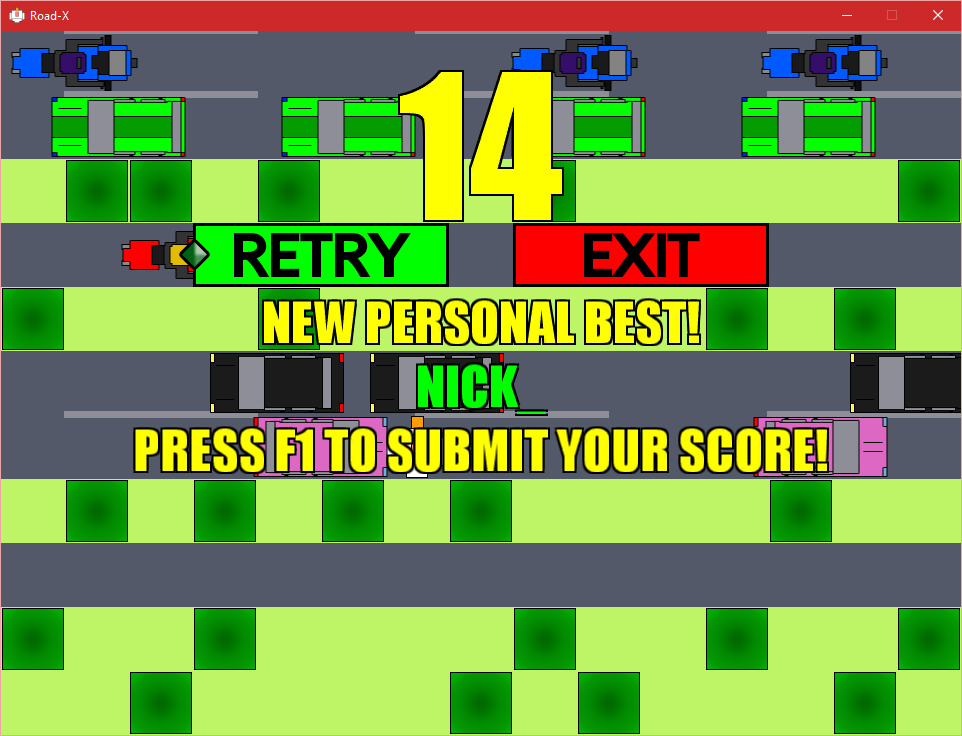 Road-X
14
RETRY EXIT
NEW PERSONAL BEST!
NICK_
PRESS F1 TO SUBMIT YOUR SCORE!